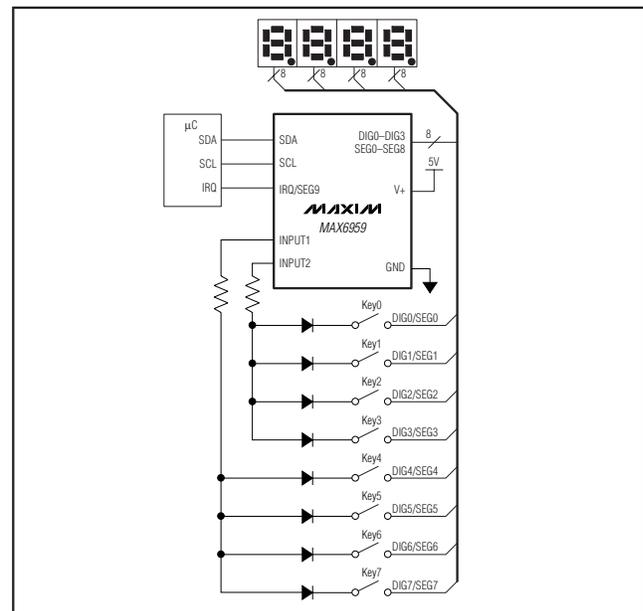 8 8 8 8
μC
SDA SDA DIG0–DIG3 8
SEG0–SEG8
SCL SCL 5V
IRQ IRQ/SEG9 V+
MAXIM
MAX6959
INPUT1
INPUT2 GND
Key0 DIG0/SEG0
Key1 DIG1/SEG1
Key2 DIG2/SEG2
Key3 DIG3/SEG3
Key4 DIG4/SEG4
Key5 DIG5/SEG5
Key6 DIG6/SEG6
Key7 DIG7/SEG7